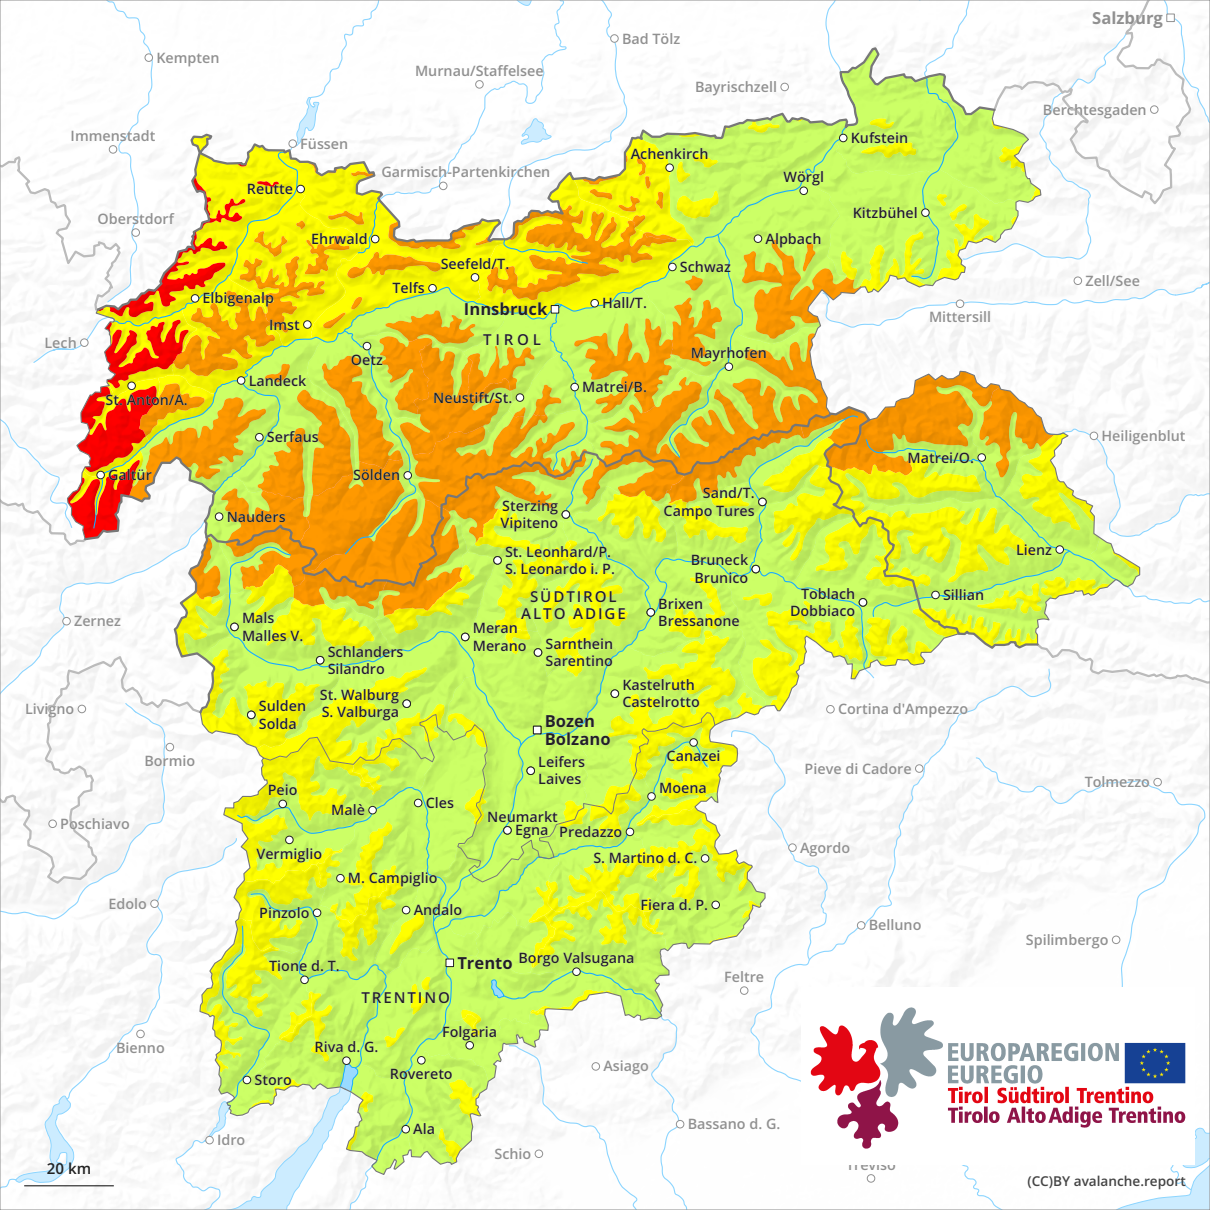 Salzburg
Bad Tölz
Kempten
Murnau/Staffelsee
Bayrischzell
Berchtesgaden
Immenstadt
Füssen
Kufstein
Achenkirch
Garmisch-Partenkirchen
Wörgl
Reutte
Oberstdorf
Kitzbühel
Ehrwald
Alpbach
Seefeld/T.
Schwaz
Zell/See
Telfs
Elbigenalp
Hall/T.
Innsbruck
Mittersill
Imst
TIROL
Lech
Oetz
Mayrhofen
Landeck
Matrei/B.
St. Anton/A.
Neustift/St.
Serfaus
Heiligenblut
Matrei/O.
Galtür
Sölden
Sand/T.
Campo Tures
Sterzing
Vipiteno
Nauders
St. Leonhard/P.
S. Leonardo i. P.
Lienz
Bruneck
Brunico
SÜDTIROL
ALTO ADIGE
Toblach
Dobbiaco
Sillian
Brixen
Bressanone
Zernez
Mals
Malles V.
Meran
Merano
Sarnthein
Sarentino
Schlanders
Silandro
Kastelruth
Castelrotto
St. Walburg
S. Valburga
Sulden
Solda
Livigno
Cortina d'Ampezzo
Bozen
Bolzano
Canazei
Bormio
Leifers
Laives
Pieve di Cadore
Tolmezzo
Peio
Moena
Malè
Cles
Neumarkt
Egna
Predazzo
Poschiavo
Vermiglio
S. Martino d. C.
Agordo
M. Campiglio
Edolo
Pinzolo
Andalo
Fiera d. P.
Belluno
Spilimbergo
Trento
Borgo Valsugana
Tione d. T.
Feltre
TRENTINO
Folgaria
Bienno
Riva d. G.
Rovereto
Asiago
Storo
EUROPAREGION
EUREGIO
Tirol Südtirol Trentino
Tirolo Alto Adige Trentino
Ala
Bassano d. G.
Idro
Schio
Treviso
20 km
(CC)BY avalanche.report